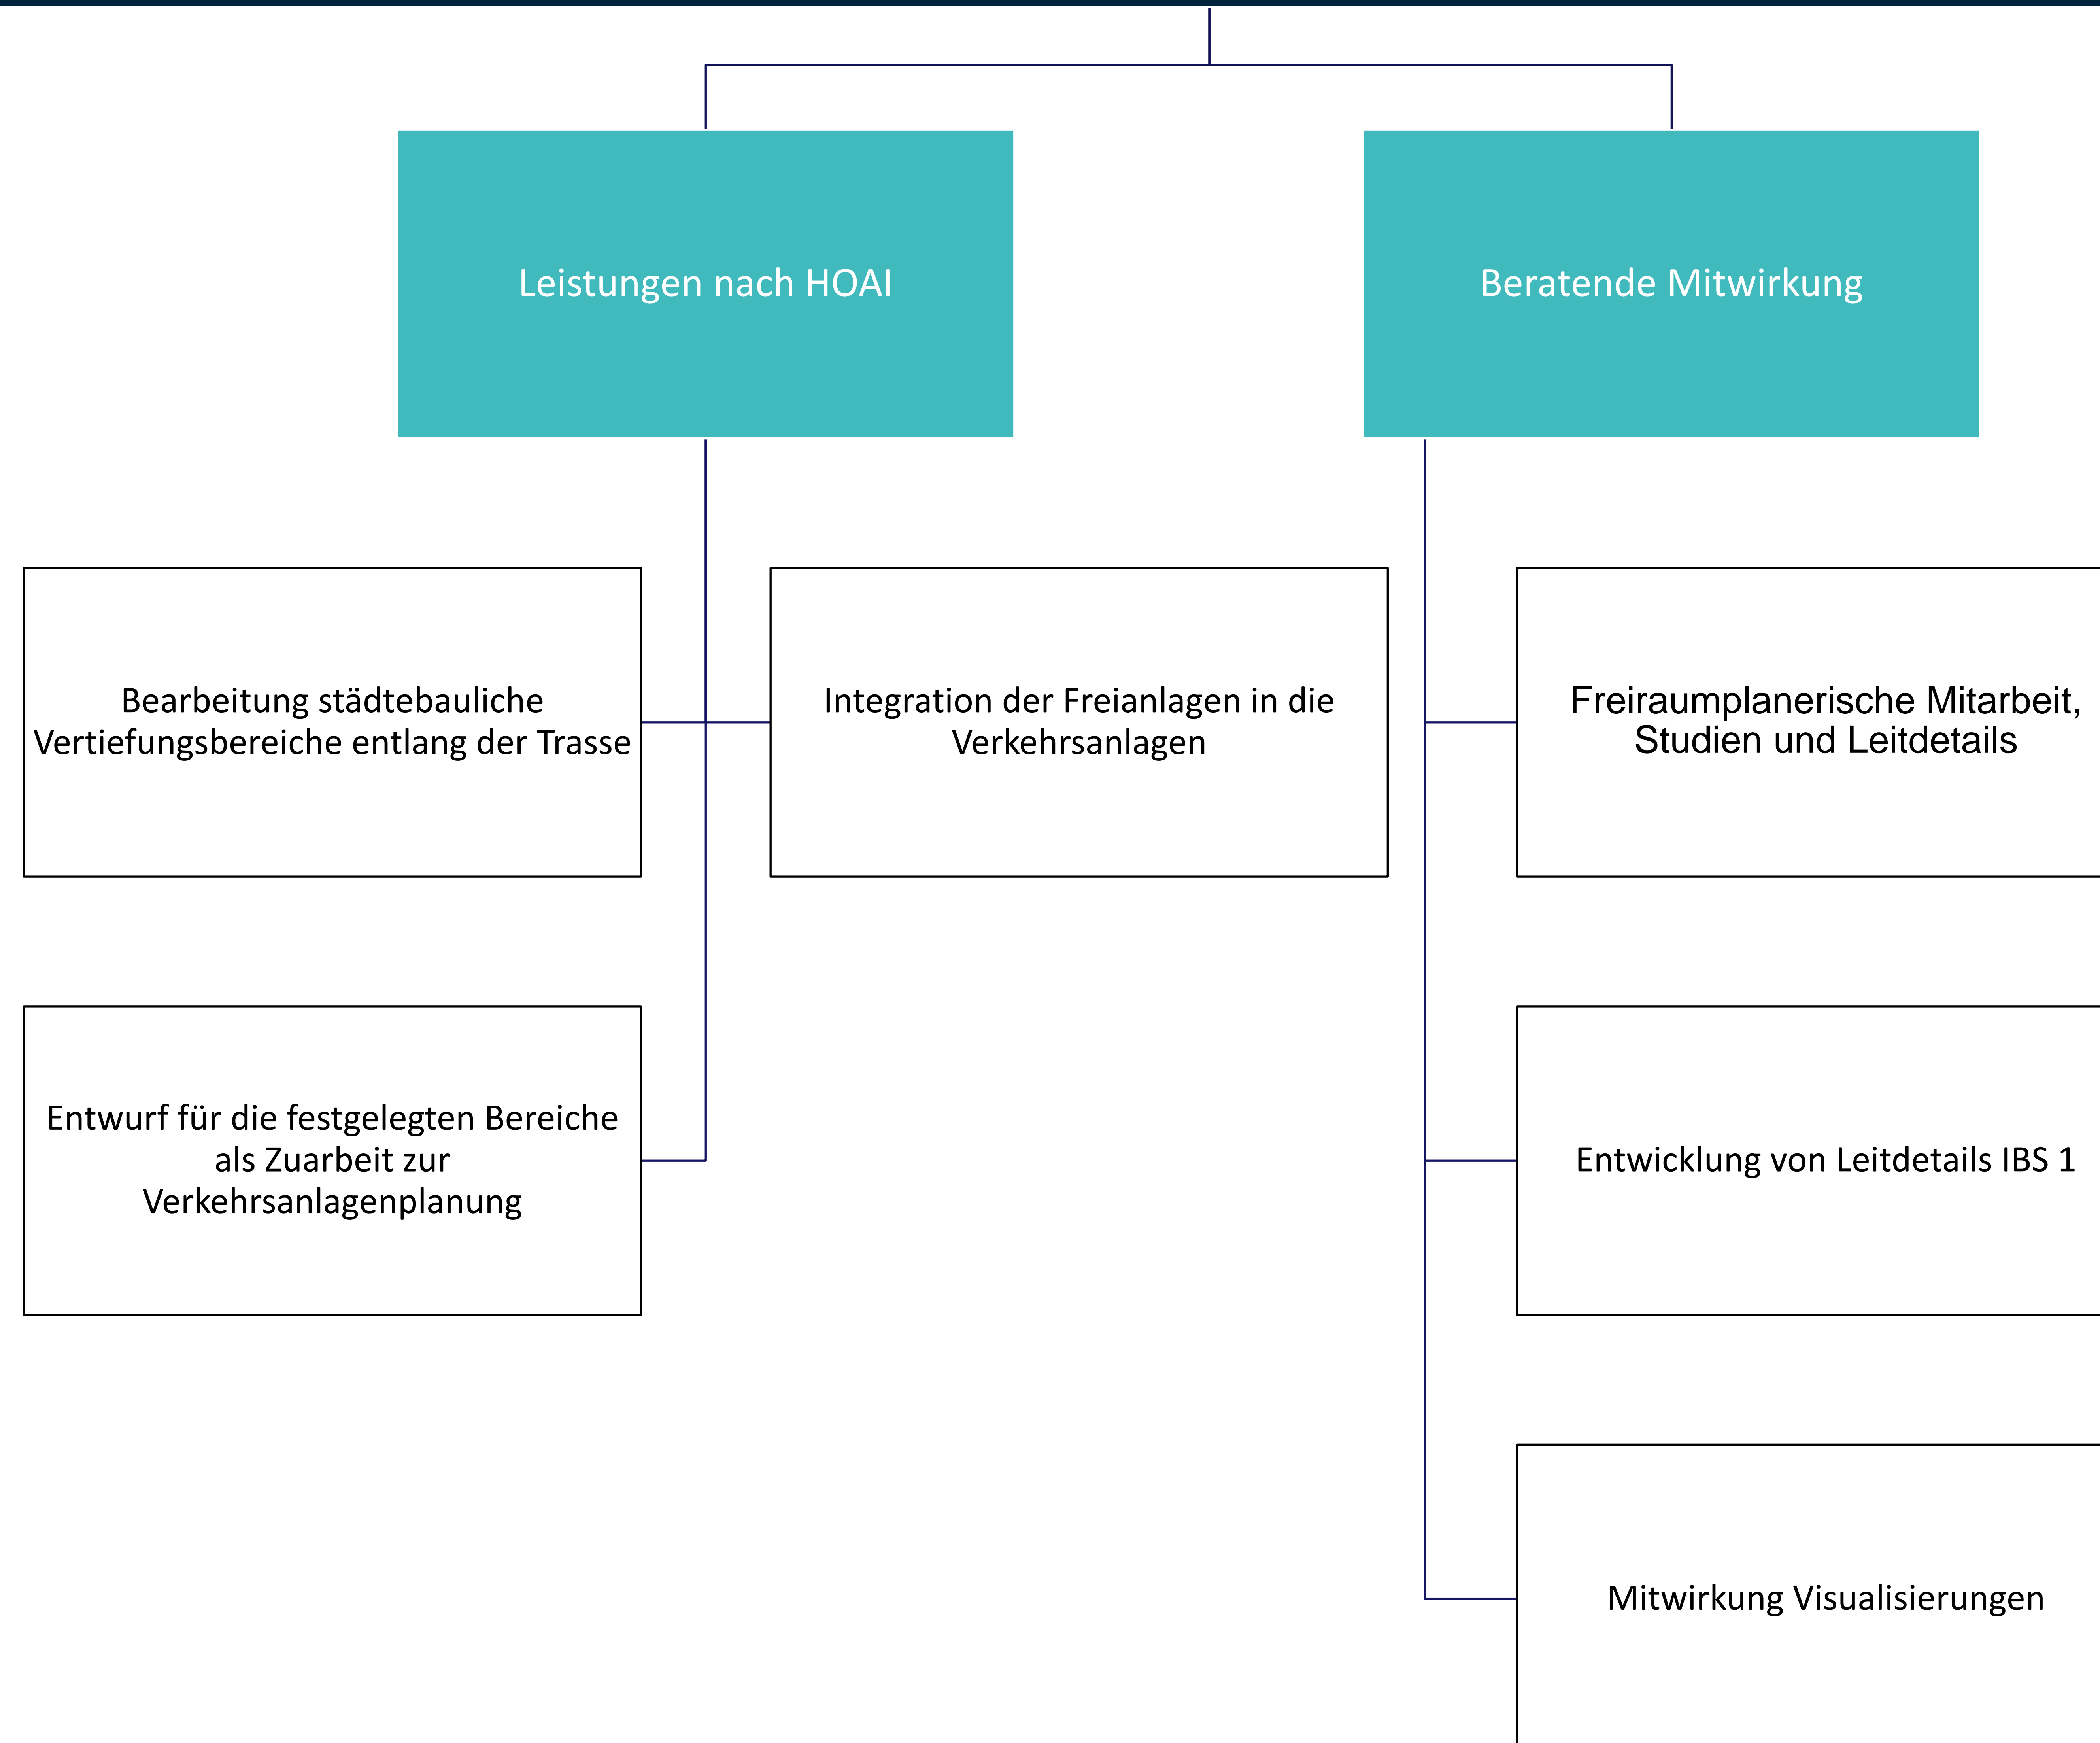 Leistungen nach HOAI
Beratende Mitwirkung
Bearbeitung städtebauliche
Vertiefungsbereiche entlang der Trasse
Integration der Freianlagen in die
Verkehrsanlagen
Freiraumplanerische Mitarbeit,
Studien und Leitdetails
Entwurf für die festgelegten Bereiche
als Zuarbeit zur
Verkehrsanlagenplanung
Entwicklung von Leitdetails IBS 1
Mitwirkung Visualisierungen